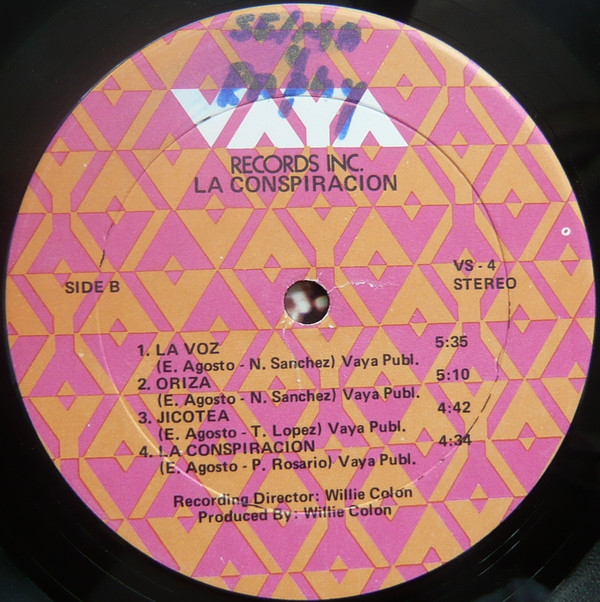 VAYA
RECORDS INC.
LA CONSPIRACION
SIDE B
VS - 4
STEREO
1. LA VOZ 5:35
(E. Agosto - N. Sanchez) Vaya Publ.
2. ORIZA 5:10
(E. Agosto - N. Sanchez) Vaya Publ.
3. JICOTEA 4:42
(E. Agosto - T. Lopez) Vaya Publ.
4. LA CONSPIRACION 4:34
(E. Agosto - P. Rosario) Vaya Publ.
Recording Director: Willie Colon
Produced By: Willie Colon